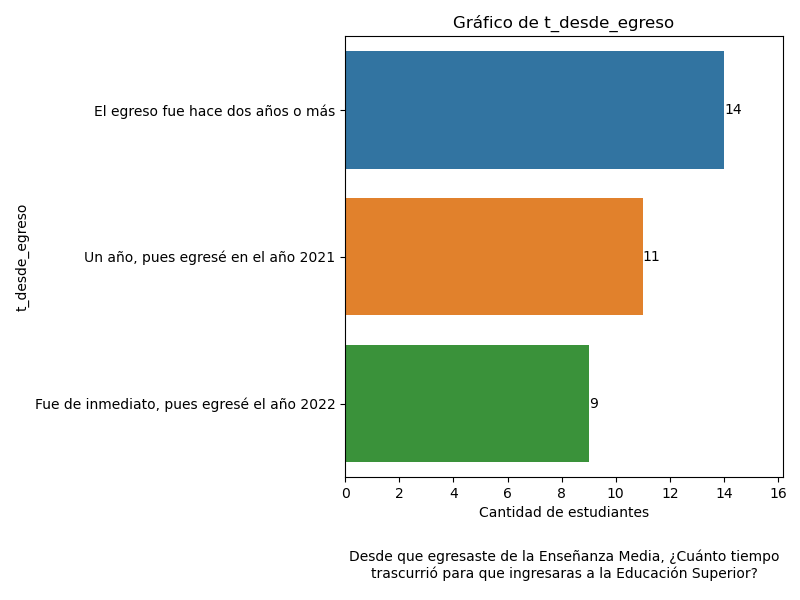 Gráfico de t_desde_egreso
t_desde_egreso
El egreso fue hace dos años o más
14
Un año, pues egresé en el año 2021
11
Fue de inmediato, pues egresé el año 2022
9
0 2 4 6 8 10 12 14 16
Cantidad de estudiantes
Desde que egresaste de la Enseñanza Media, ¿Cuánto tiempo
trascurrió para que ingresaras a la Educación Superior?